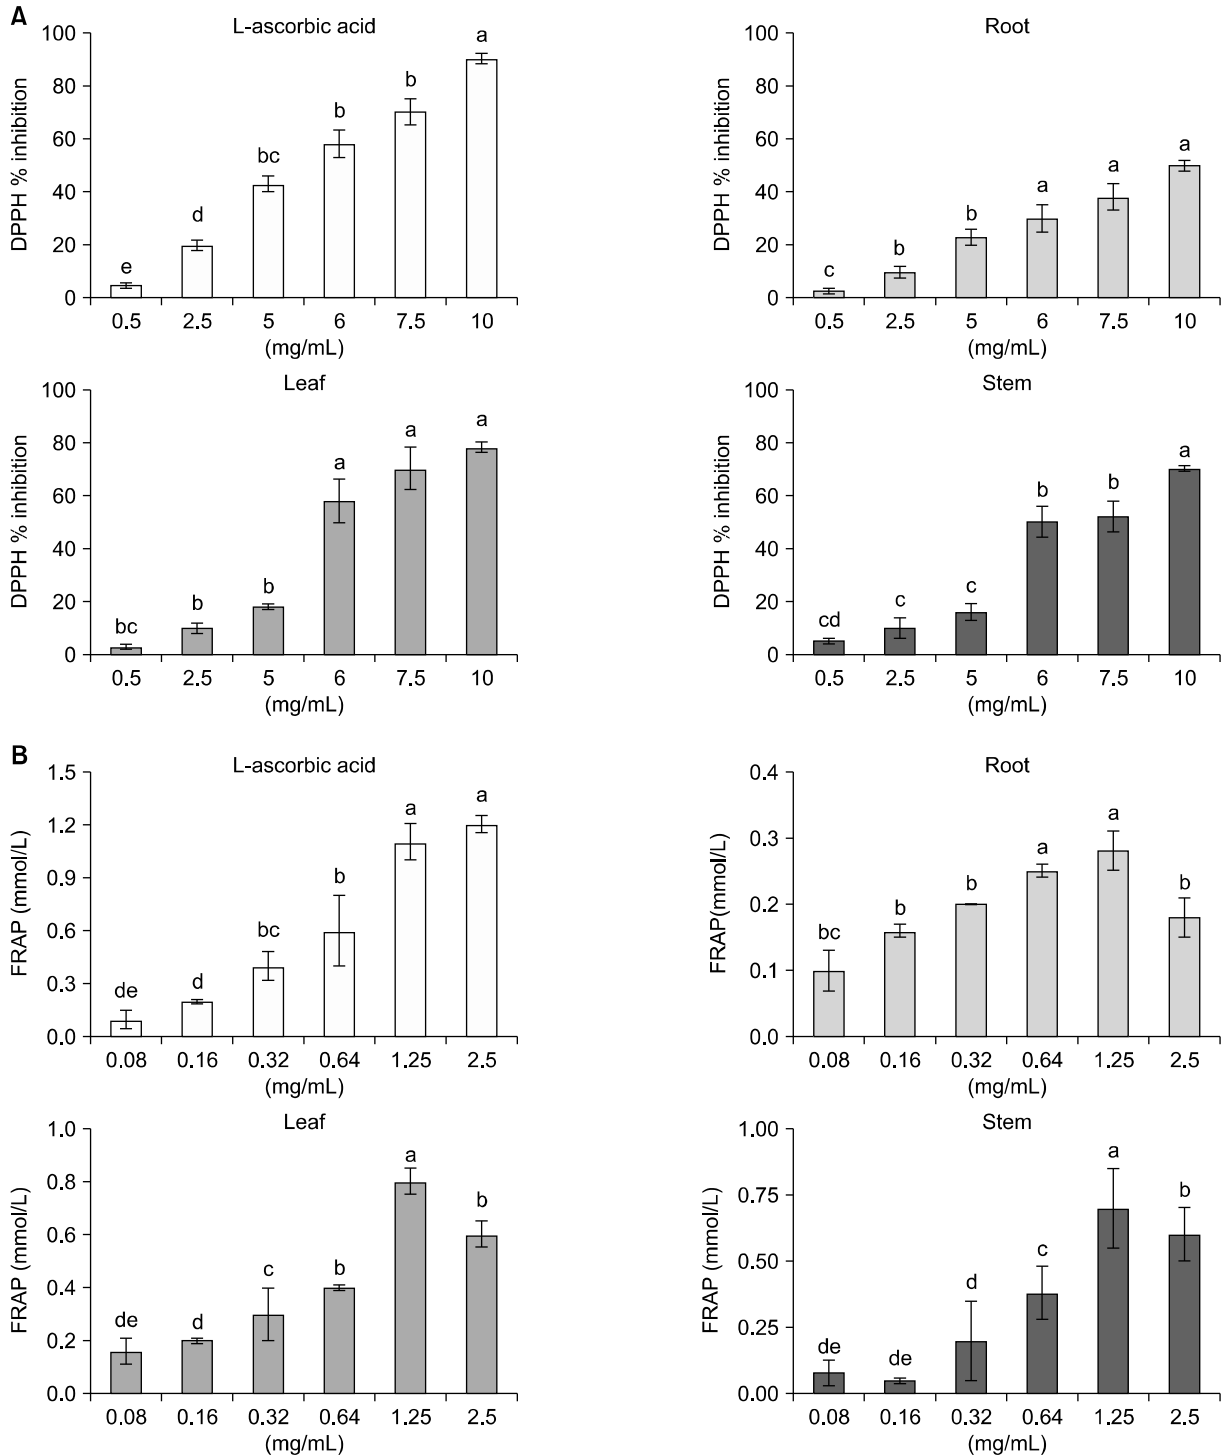 A
L-ascorbic acid
DPPH % inhibition
100
80
60
40
20
0
e
d
bc
b
b
a
0.5 2.5 5 6 7.5 10
(mg/mL)
Root
DPPH % inhibition
100
80
60
40
20
0
c
b
b
a
a
a
0.5 2.5 5 6 7.5 10
(mg/mL)
Leaf
DPPH % inhibition
100
80
60
40
20
0
bc
b
b
a
a
a
0.5 2.5 5 6 7.5 10
(mg/mL)
Stem
DPPH % inhibition
100
80
60
40
20
0
cd
c
c
b
b
a
0.5 2.5 5 6 7.5 10
(mg/mL)
B
L-ascorbic acid
FRAP (mmol/L)
1.5
1.2
0.9
0.6
0.3
0.0
de
d
bc
b
a
a
0.08 0.16 0.32 0.64 1.25 2.5
(mg/mL)
Root
FRAP(mmol/L)
0.4
0.3
0.2
0.1
0.0
bc
b
b
a
a
b
0.08 0.16 0.32 0.64 1.25 2.5
(mg/mL)
Leaf
FRAP (mmol/L)
1.0
0.8
0.6
0.4
0.2
0.0
de
d
c
b
a
b
0.08 0.16 0.32 0.64 1.25 2.5
(mg/mL)
Stem
FRAP (mmol/L)
1.00
0.75
0.50
0.25
0.00
de
de
d
c
a
b
0.08 0.16 0.32 0.64 1.25 2.5
(mg/mL)